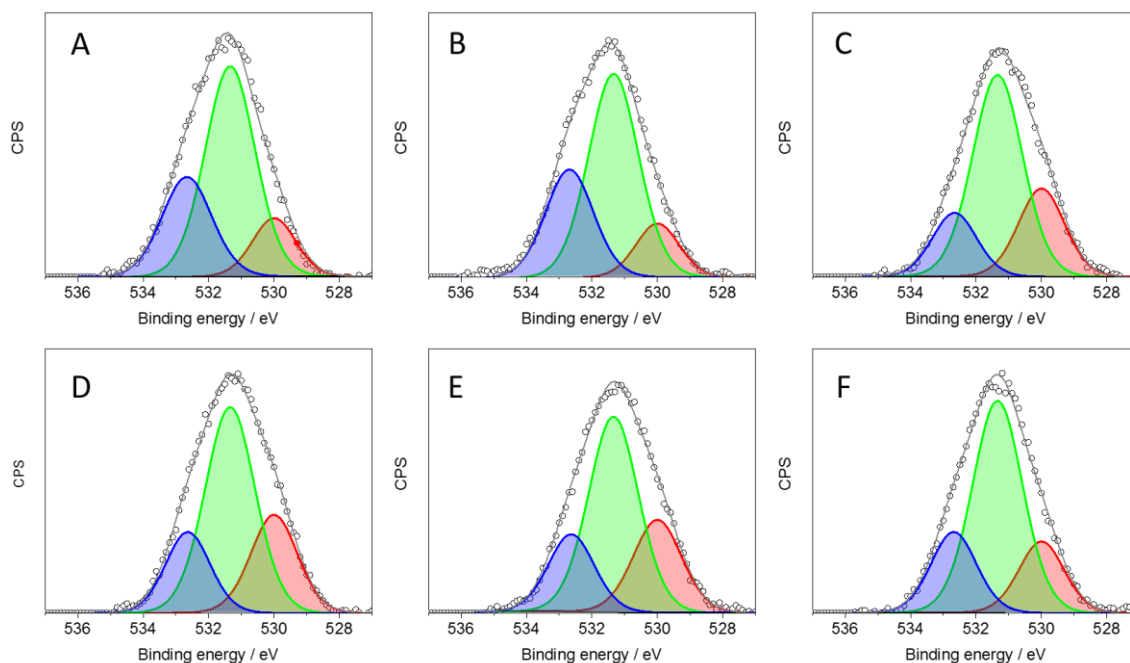 A
B
C
CPS
CPS
CPS
536 534 532 530 528
536 534 532 530 528
536 534 532 530 528
Binding energy / eV
Binding energy / eV
Binding energy / eV
D
E
F
CPS
CPS
CPS
536 534 532 530 528
536 534 532 530 528
536 534 532 530 528
Binding energy / eV
Binding energy / eV
Binding energy / eV